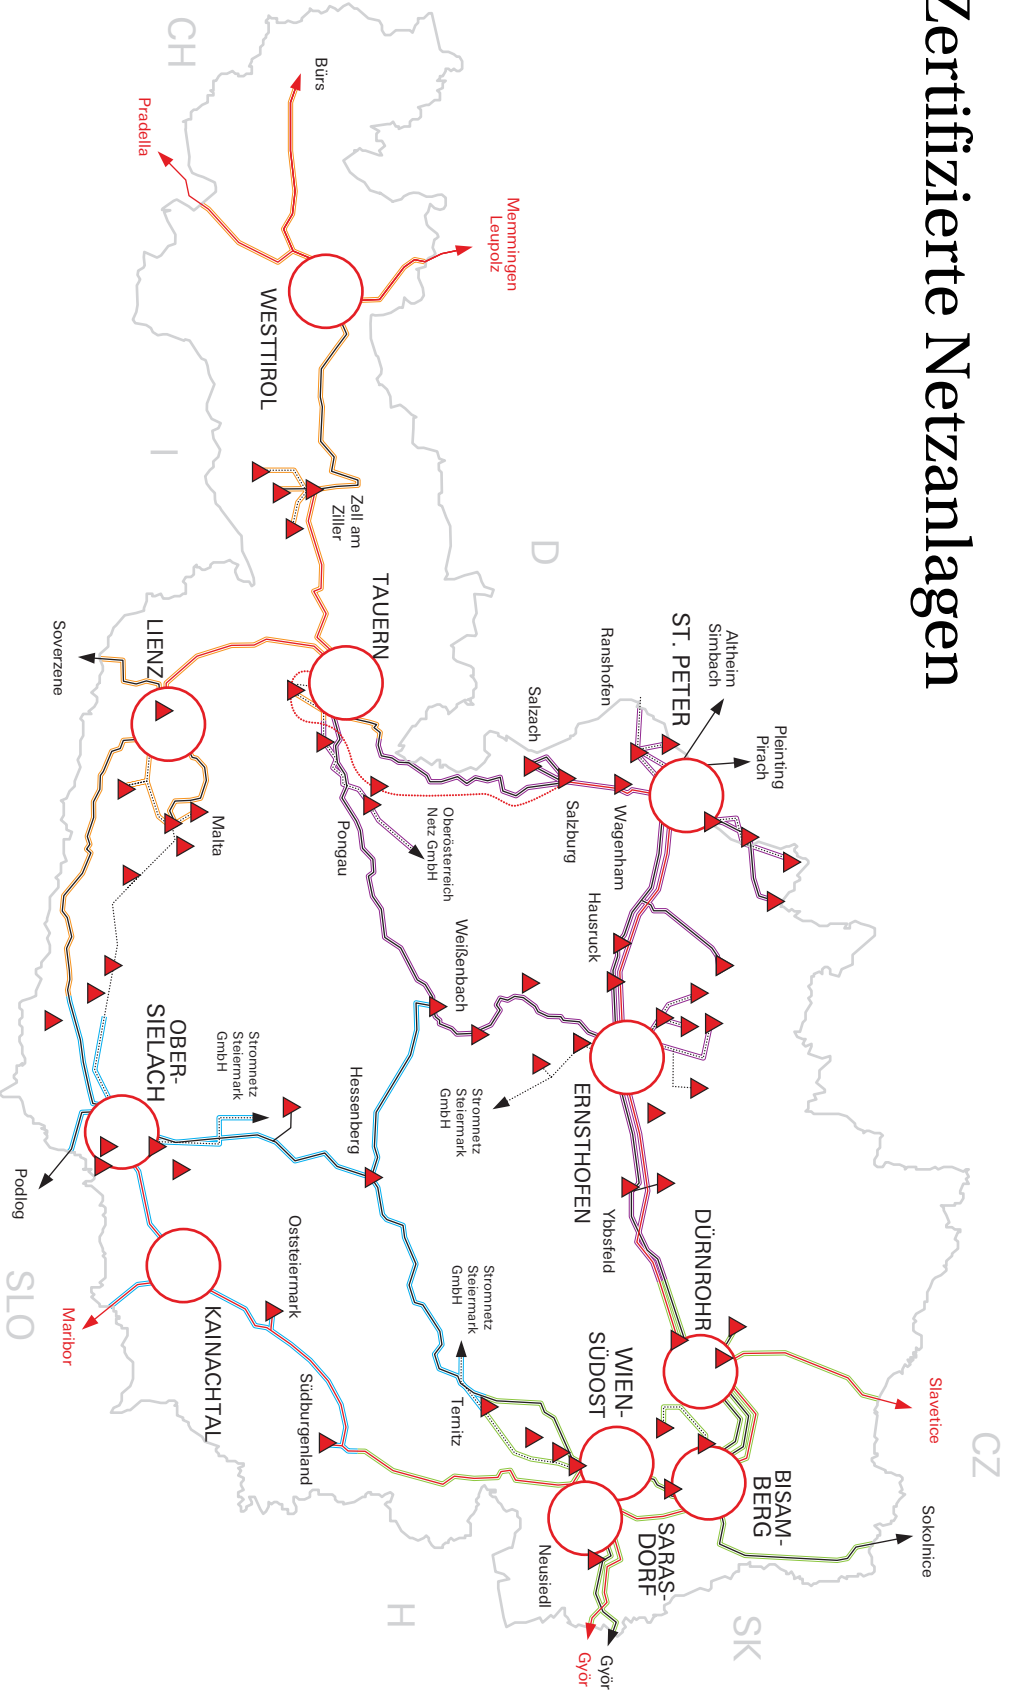 Zertifizierte Netzanlagen
CH
Bürs
Pradella
Memmingen
Leupolz
WESTTIROL
I
Zell am
Ziller
D
TAUERN
LIENZ
Soverzene
Malta
Ranshofen
ST. PETER
Altheim
Simbach
Pleinting
Pirach
Salzach
Salzburg
Wagenham
Pongau
Oberösterreich
Netz GmbH
Hausruck
Weißenbach
OBER-
SIELACH
Stromnetz
Steiermark
GmbH
Hessenberg
Stromnetz
Steiermark
GmbH
ERNSTHOFEN
Ybbsfeld
DÜRNROHR
Podlog
SLO
Maribor
KAINACHTAL
Oststeiermark
Südburgenland
Stromnetz
Steiermark
GmbH
Ternitz
WIEN-
SÜDOST
BISAM-
BERG
SARAS-
DORF
Neusiedl
Slavetice
CZ
Sokolnice
H
SK
Györ
Györ